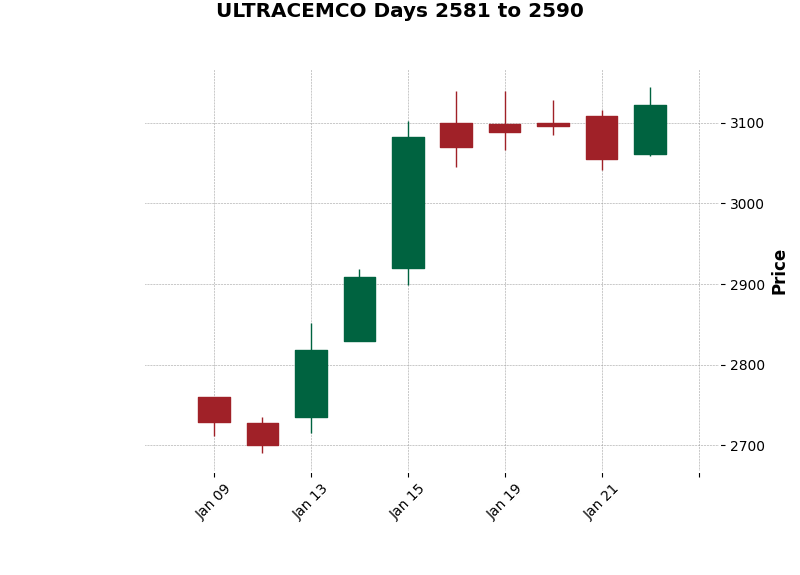 ULTRACEMCO Days 2581 to 2590
3100
3000
2900
2800
2700
Price
Jan 09
Jan 13
Jan 15
Jan 19
Jan 21